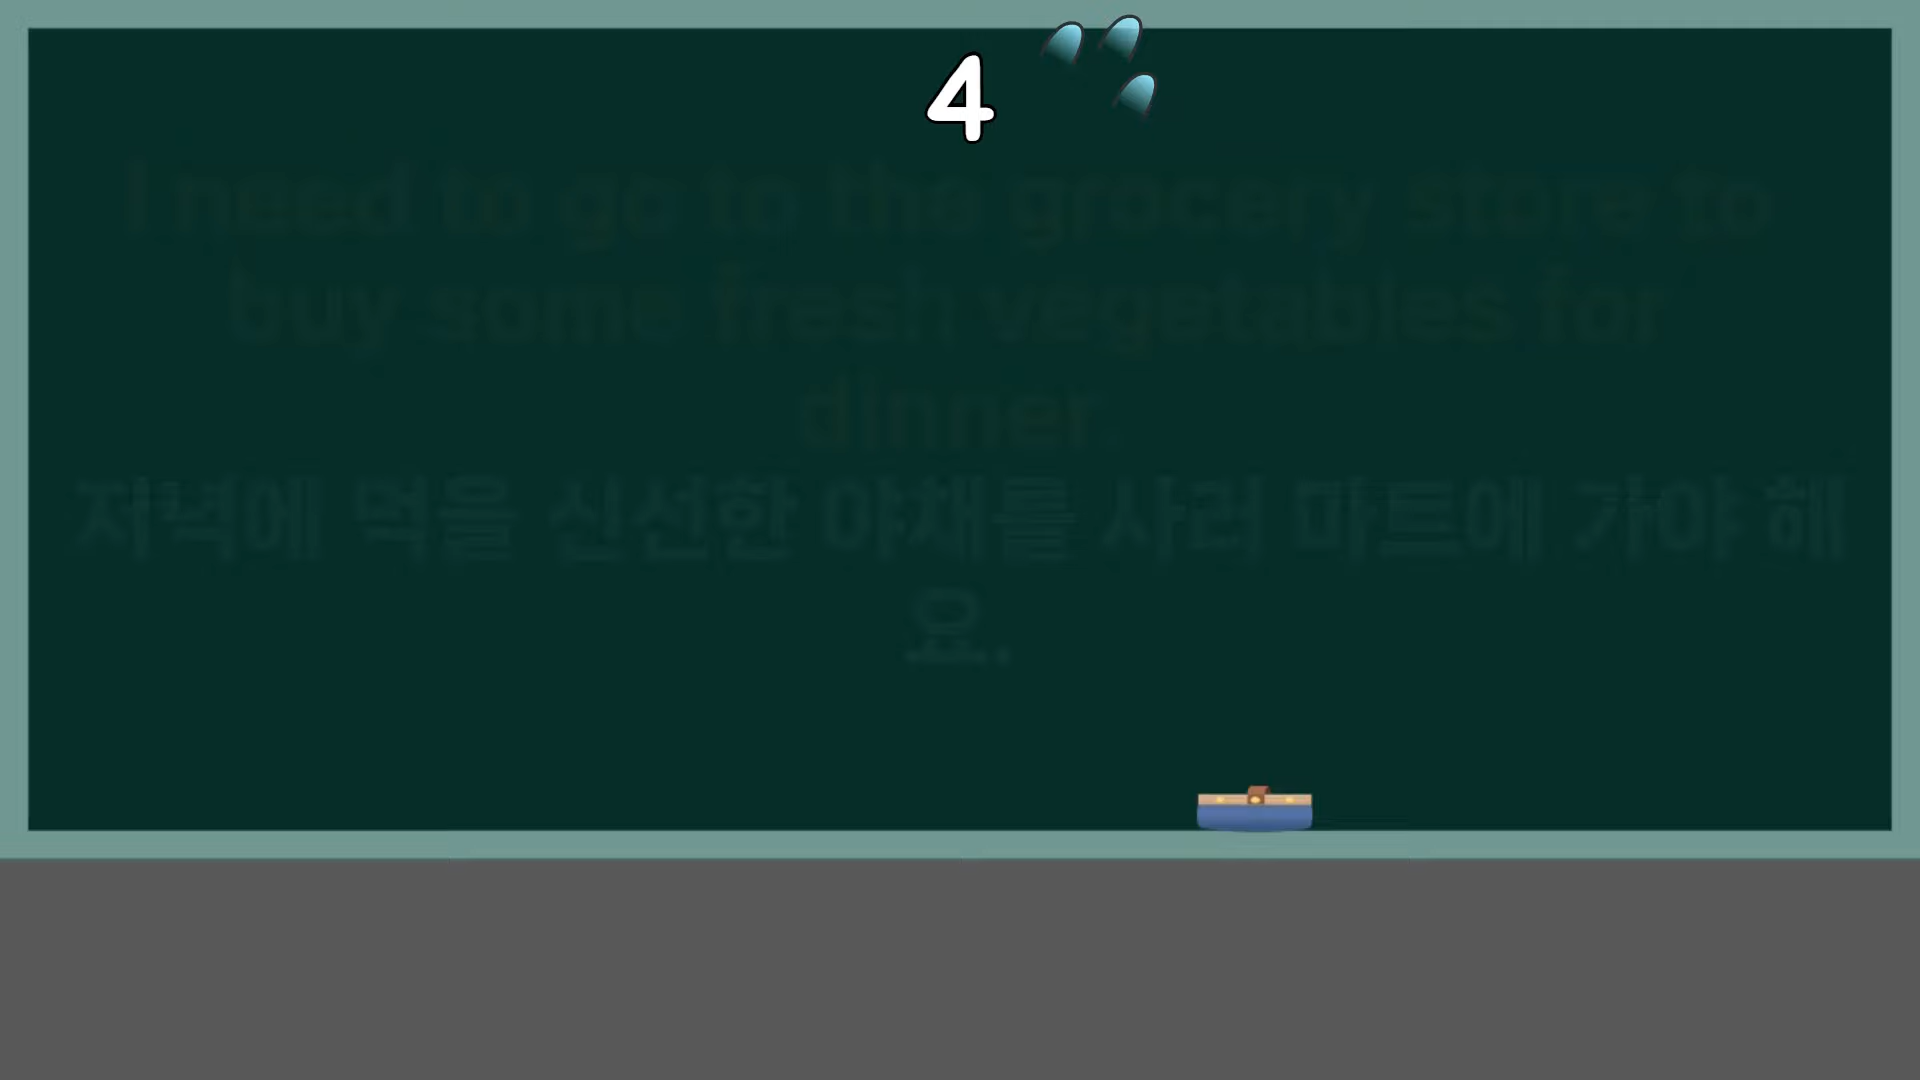 4
I need to go to the grocery store to
buy some fresh vegetables for
dinner.
저녁에 먹을 신선한 야채를 사러 마트에 가야 해
요.